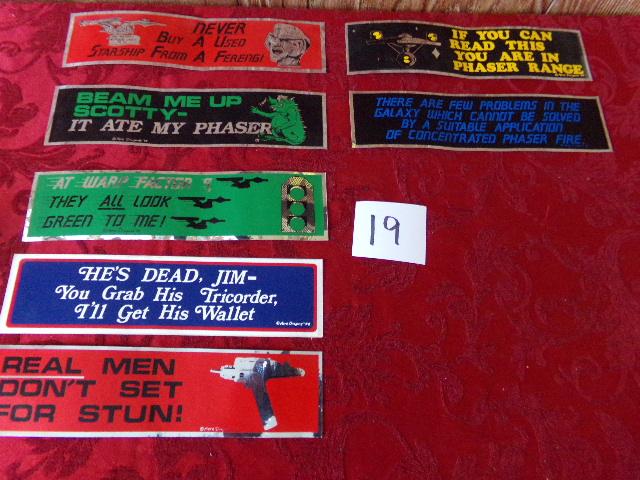 NEVER
BUY A USED
STARSHIP FROM A FERENGI
BEAM ME UP
SCOTTY-
IT ATE MY PHASER
AT WARP FACTOR 9
THEY ALL LOOK
GREEN TO ME!
HE'S DEAD, JIM-
YOU GRAB HIS TRICORDER,
I'LL GET HIS WALLET
REAL MEN
DON'T SET
FOR STUN!
IF YOU CAN
READ THIS
YOU ARE IN
PHASER RANGE
THERE ARE FEW PROBLEMS IN THE
GALAXY WHICH CANNOT BE SOLVED
BY A SUITABLE APPLICATION
OF CONCENTRATED PHASER FIRE.
19